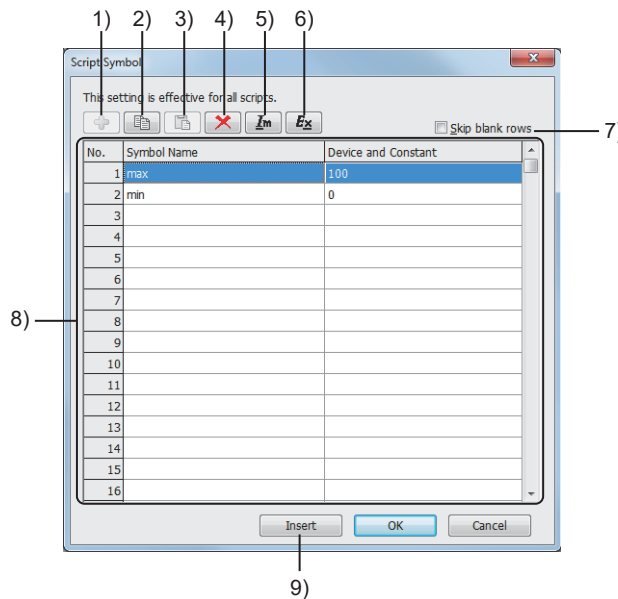 1) 2) 3) 4) 5) 6)
Script Symbol
This setting is effective for all scripts.
Im Ex
Skip blank rows 7)
No. Symbol Name Device and Constant
1 max 100
2 min 0
3
4
5
6
7
8) 8
9
10
11
12
13
14
15
16
Insert OK Cancel
9)